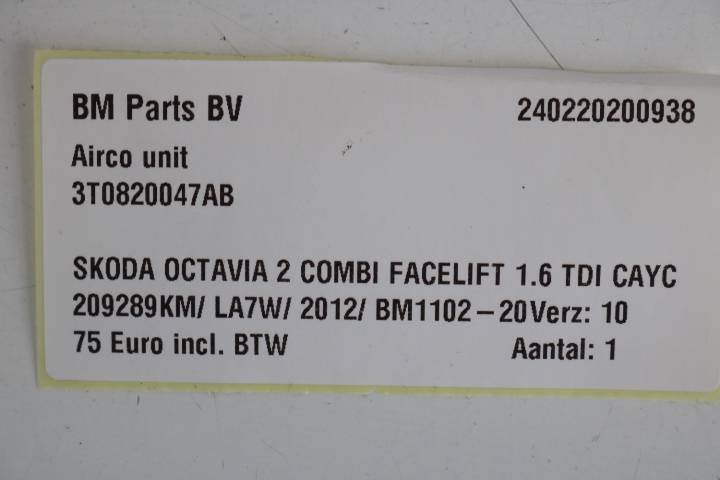 BM Parts BV 240220200938
Airco unit
3T0820047AB
SKODA OCTAVIA 2 COMBI FACELIFT 1.6 TDI CAYC
209289KM/ LA7W/ 2012/ BM1102-20Verz: 10
75 Euro incl. BTW Aantal: 1